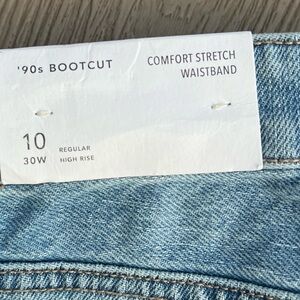 '90s BOOTCUT
COMFORT STRETCH
WAISTBAND
10
REGULAR
30W
HIGH RISE